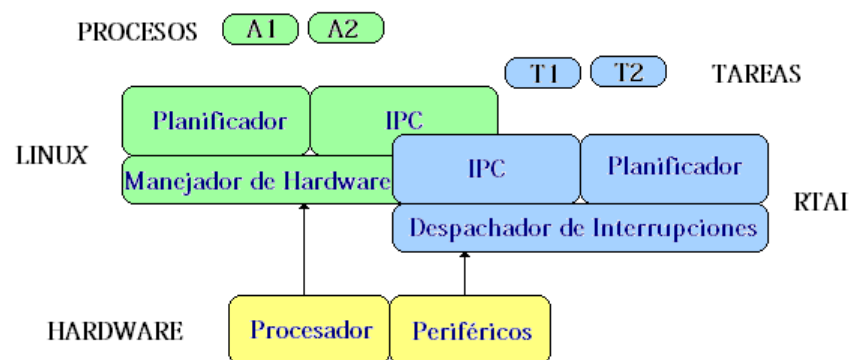 PROCESOS A1 A2
T1 T2 TAREAS
Planificador IPC
LINUX
IPC Planificador
Manejador de Hardware
RTAI
Despachador de Interrupciones
HARDWARE Procesador Periféricos